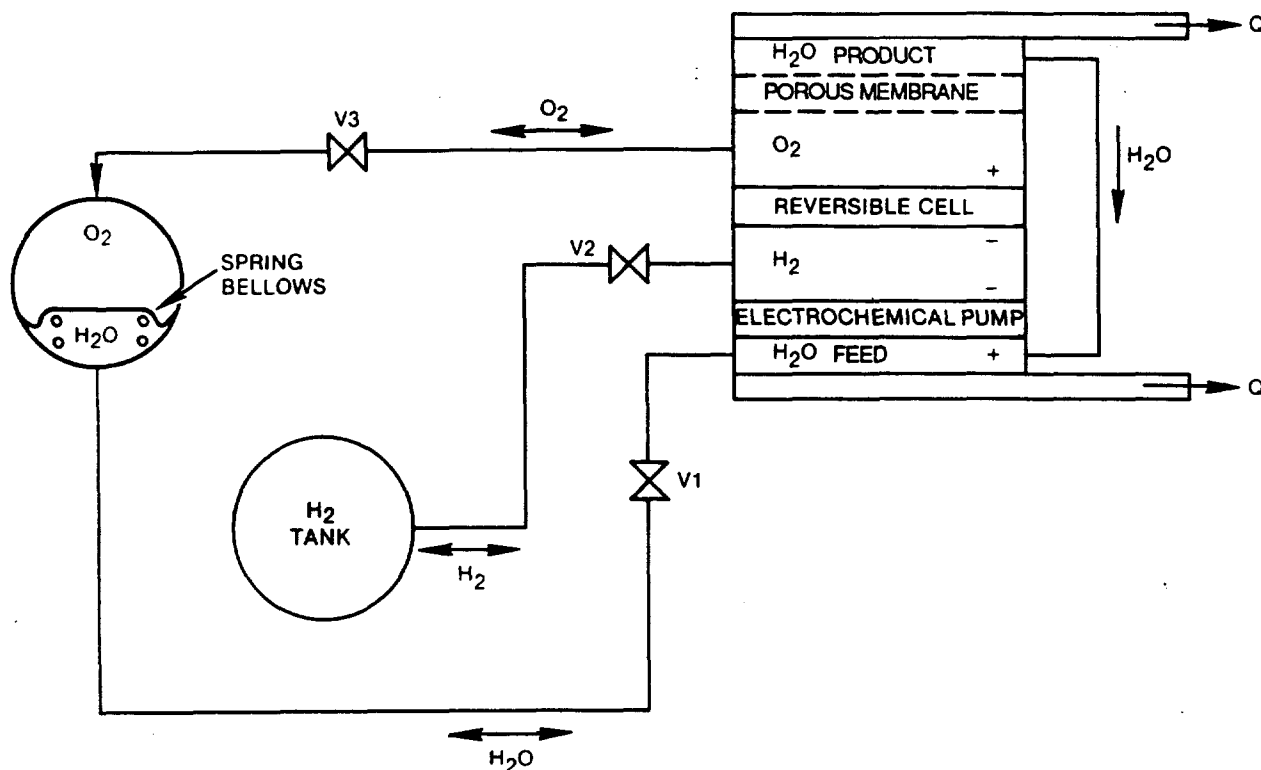 Q
H2O PRODUCT
POROUS MEMBRANE
O2
V3
O2
+
H2O
REVERSIBLE CELL
O2
SPRING
BELLOWS
V2
H2
−
−
ELECTROCHEMICAL PUMP
H2O
H2O FEED +
Q
V1
H2
TANK
H2
H2O